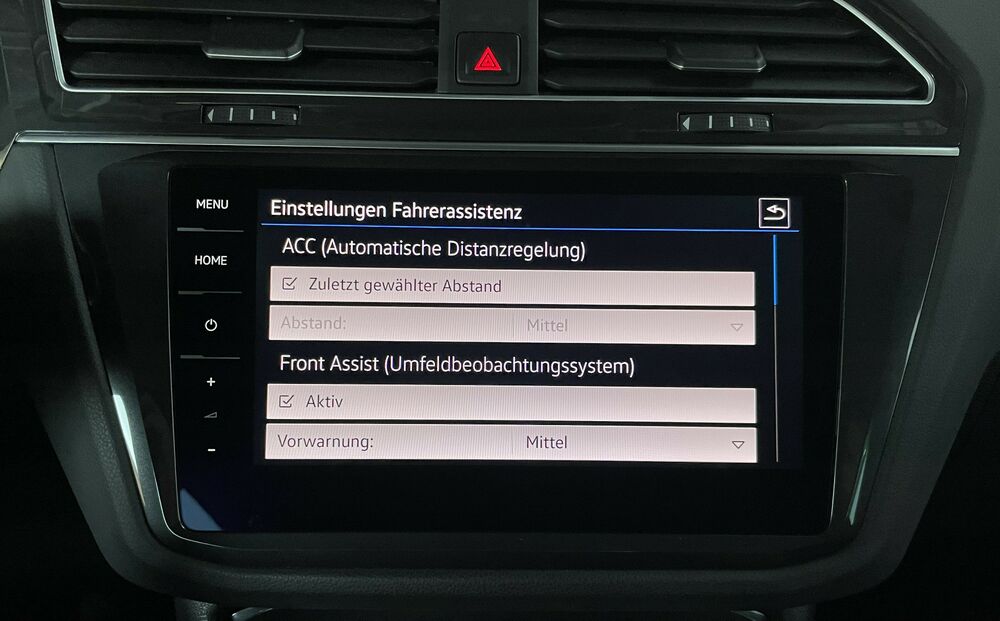 MENU
Einstellungen Fahrerassistenz
ACC (Automatische Distanzregelung)
HOME
Zuletzt gewählter Abstand
Abstand: Mittel
Front Assist (Umfeldbeobachtungssystem)
+
Aktiv
Vorwarnung: Mittel
-